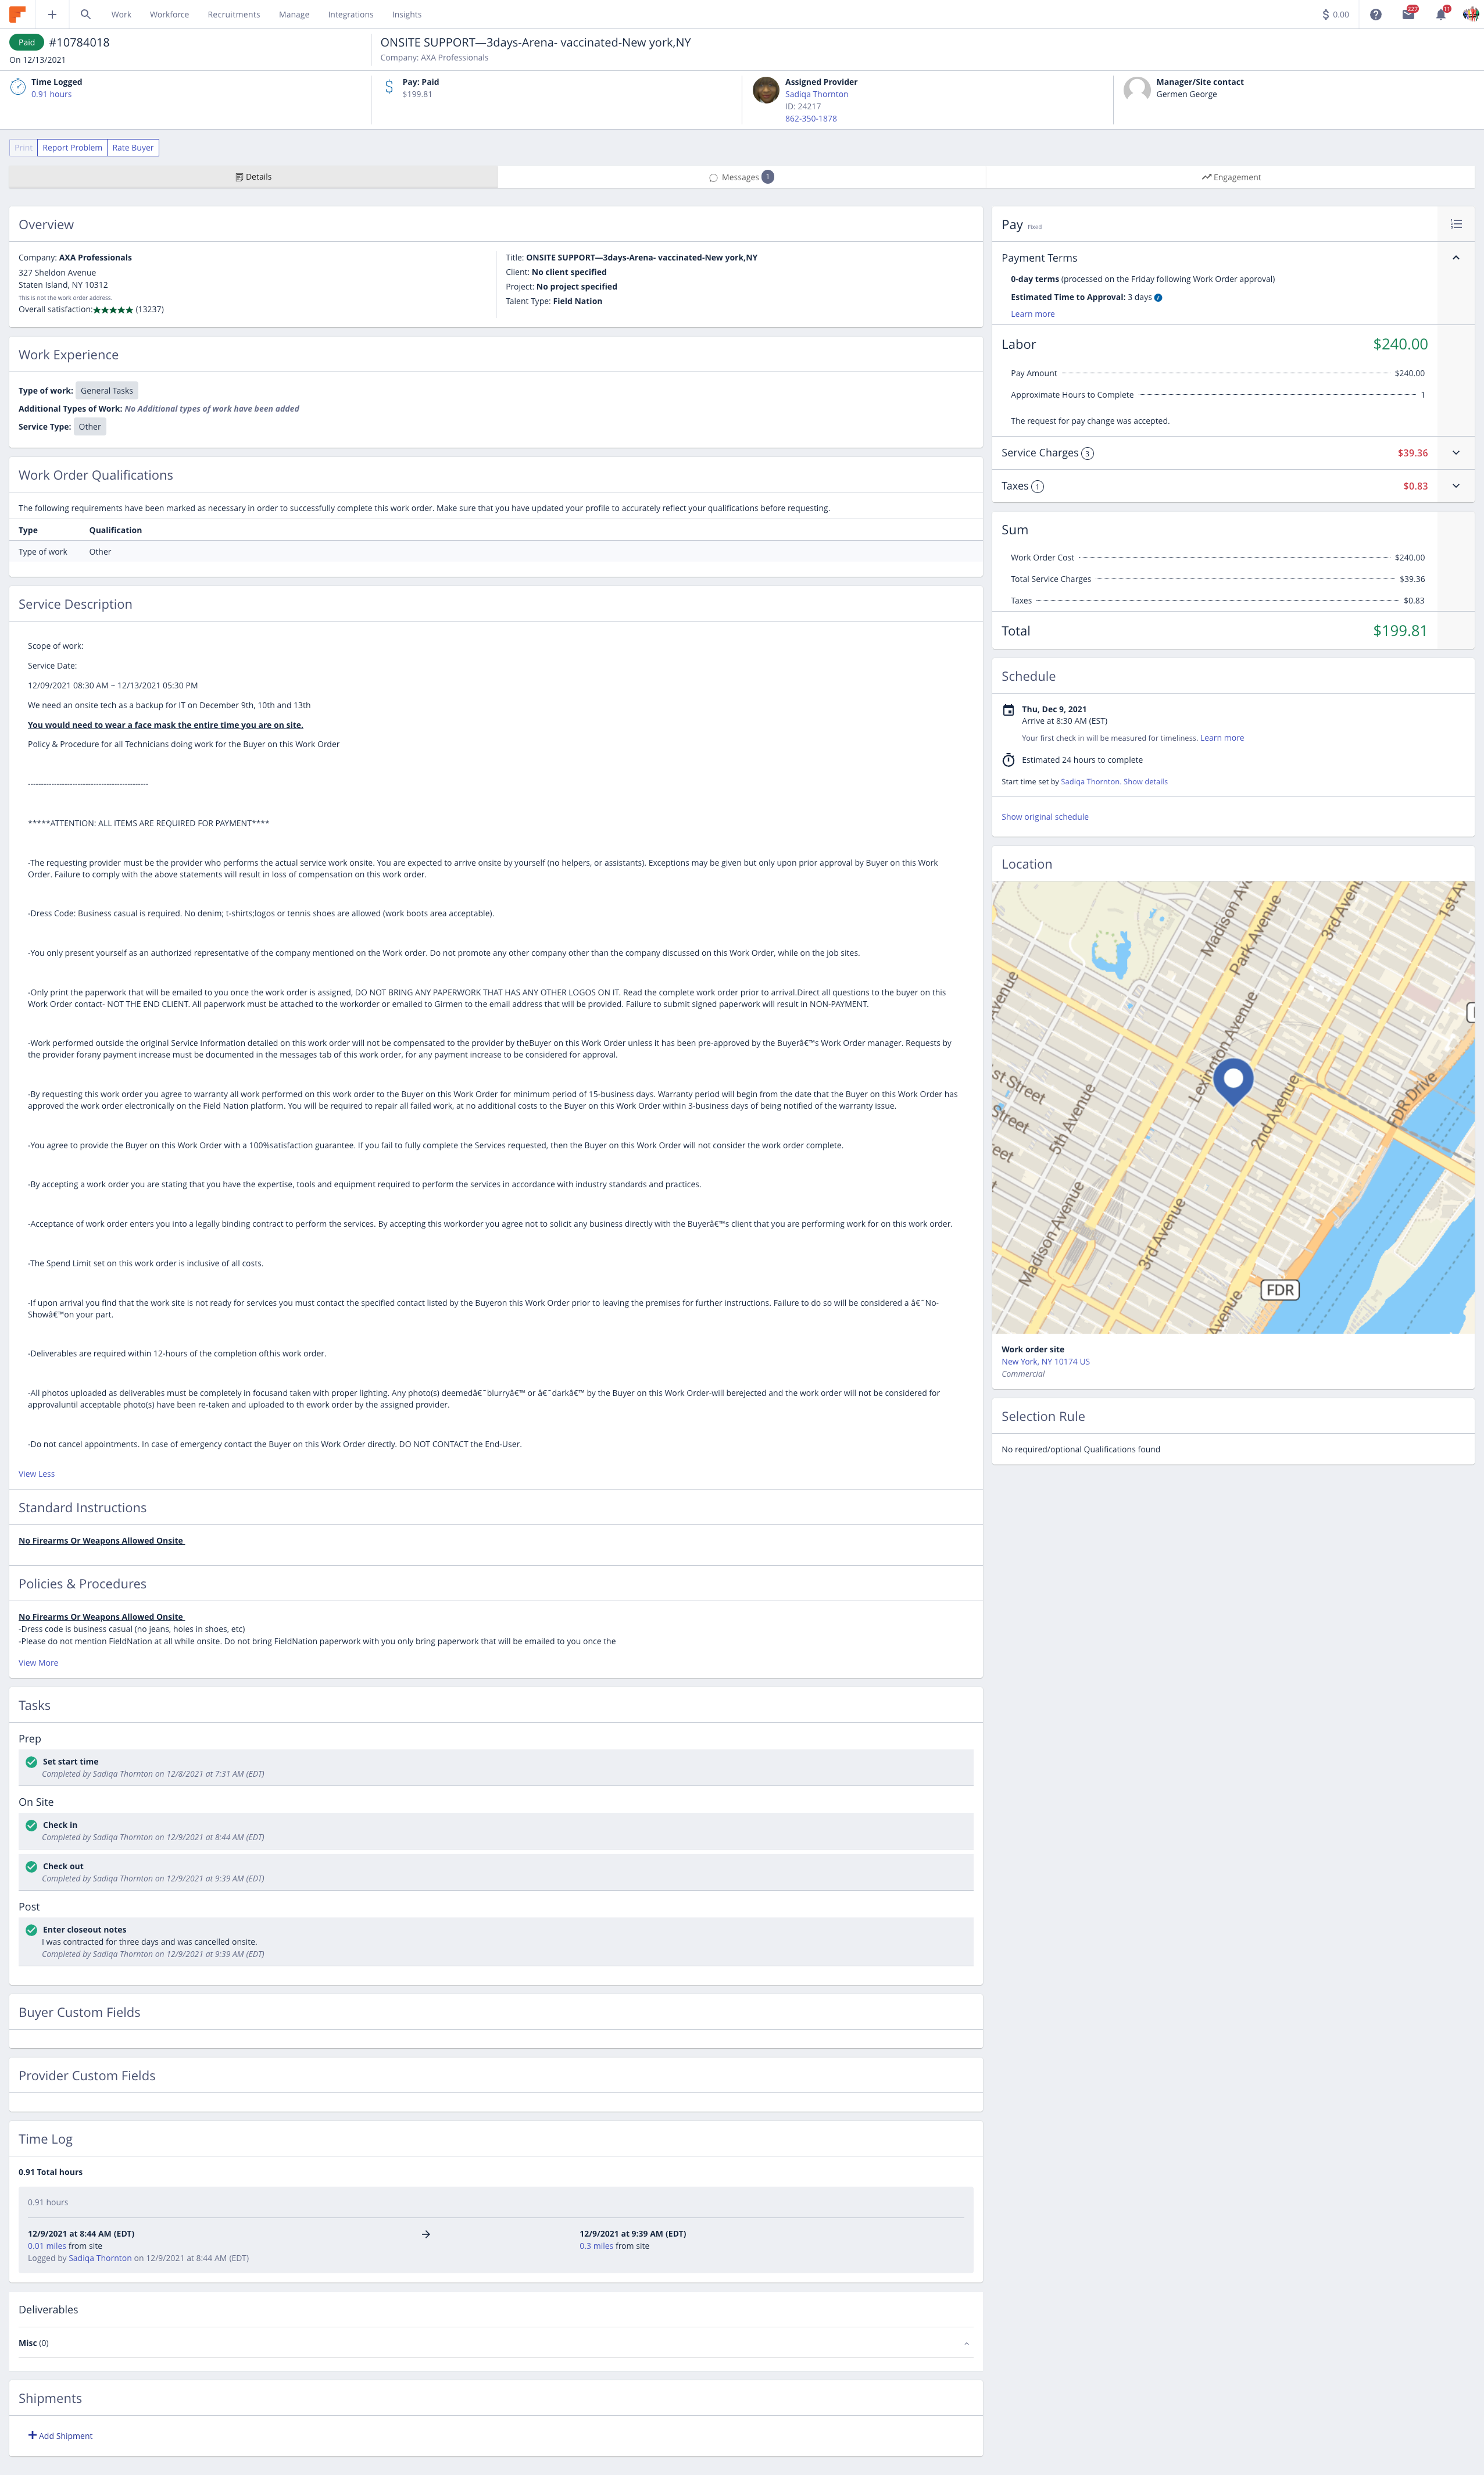 Work Workforce Recruitments Manage Integrations Insights
$ 0.00
227
11
Paid #10784018
On 12/13/2021
ONSITE SUPPORT—3days-Arena- vaccinated-New york,NY
Company: AXA Professionals
Time Logged
0.91 hours
Pay: Paid
$199.81
Assigned Provider
Sadiqa Thornton
ID: 24217
862-350-1878
Manager/Site contact
Germen George
Print Report Problem Rate Buyer
Details
Messages 1
Engagement
Overview
Company: AXA Professionals
327 Sheldon Avenue
Staten Island, NY 10312
This is not the work order address.
Overall satisfaction:★★★★★ (13237)
Title: ONSITE SUPPORT—3days-Arena- vaccinated-New york,NY
Client: No client specified
Project: No project specified
Talent Type: Field Nation
Work Experience
Type of work: General Tasks
Additional Types of Work: No Additional types of work have been added
Service Type: Other
Work Order Qualifications
The following requirements have been marked as necessary in order to successfully complete this work order. Make sure that you have updated your profile to accurately reflect your qualifications before requesting.
Type Qualification
Type of work Other
Service Description
Scope of work:
Service Date:
12/09/2021 08:30 AM ~ 12/13/2021 05:30 PM
We need an onsite tech as a backup for IT on December 9th, 10th and 13th
You would need to wear a face mask the entire time you are on site.
Policy & Procedure for all Technicians doing work for the Buyer on this Work Order
----------------------------------------------
*****ATTENTION: ALL ITEMS ARE REQUIRED FOR PAYMENT****
-The requesting provider must be the provider who performs the actual service work onsite. You are expected to arrive onsite by yourself (no helpers, or assistants). Exceptions may be given but only upon prior approval by Buyer on this Work
Order. Failure to comply with the above statements will result in loss of compensation on this work order.
-Dress Code: Business casual is required. No denim; t-shirts;logos or tennis shoes are allowed (work boots area acceptable).
-You only present yourself as an authorized representative of the company mentioned on the Work order. Do not promote any other company other than the company discussed on this Work Order, while on the job sites.
-Only print the paperwork that will be emailed to you once the work order is assigned, DO NOT BRING ANY PAPERWORK THAT HAS ANY OTHER LOGOS ON IT. Read the complete work order prior to arrival.Direct all questions to the buyer on this
Work Order contact- NOT THE END CLIENT. All paperwork must be attached to the workorder or emailed to Girmen to the email address that will be provided. Failure to submit signed paperwork will result in NON-PAYMENT.
-Work performed outside the original Service Information detailed on this work order will not be compensated to the provider by theBuyer on this Work Order unless it has been pre-approved by the Buyerâ€™s Work Order manager. Requests by
the provider forany payment increase must be documented in the messages tab of this work order, for any payment increase to be considered for approval.
-By requesting this work order you agree to warranty all work performed on this work order to the Buyer on this Work Order for minimum period of 15-business days. Warranty period will begin from the date that the Buyer on this Work Order has
approved the work order electronically on the Field Nation platform. You will be required to repair all failed work, at no additional costs to the Buyer on this Work Order within 3-business days of being notified of the warranty issue.
-You agree to provide the Buyer on this Work Order with a 100%satisfaction guarantee. If you fail to fully complete the Services requested, then the Buyer on this Work Order will not consider the work order complete.
-By accepting a work order you are stating that you have the expertise, tools and equipment required to perform the services in accordance with industry standards and practices.
-Acceptance of work order enters you into a legally binding contract to perform the services. By accepting this workorder you agree not to solicit any business directly with the Buyerâ€™s client that you are performing work for on this work order.
-The Spend Limit set on this work order is inclusive of all costs.
-If upon arrival you find that the work site is not ready for services you must contact the specified contact listed by the Buyeron this Work Order prior to leaving the premises for further instructions. Failure to do so will be considered a â€˜No-
Showâ€™on your part.
-Deliverables are required within 12-hours of the completion ofthis work order.
-All photos uploaded as deliverables must be completely in focusand taken with proper lighting. Any photo(s) deemedâ€˜blurryâ€™ or â€˜darkâ€™ by the Buyer on this Work Order-will berejected and the work order will not be considered for
approvaluntil acceptable photo(s) have been re-taken and uploaded to th ework order by the assigned provider.
-Do not cancel appointments. In case of emergency contact the Buyer on this Work Order directly. DO NOT CONTACT the End-User.
View Less
Standard Instructions
No Firearms Or Weapons Allowed Onsite
Policies & Procedures
No Firearms Or Weapons Allowed Onsite
-Dress code is business casual (no jeans, holes in shoes, etc)
-Please do not mention FieldNation at all while onsite. Do not bring FieldNation paperwork with you only bring paperwork that will be emailed to you once the
View More
Tasks
Prep
Set start time
Completed by Sadiqa Thornton on 12/8/2021 at 7:31 AM (EDT)
On Site
Check in
Completed by Sadiqa Thornton on 12/9/2021 at 8:44 AM (EDT)
Check out
Completed by Sadiqa Thornton on 12/9/2021 at 9:39 AM (EDT)
Post
Enter closeout notes
I was contracted for three days and was cancelled onsite.
Completed by Sadiqa Thornton on 12/9/2021 at 9:39 AM (EDT)
Buyer Custom Fields
Provider Custom Fields
Time Log
0.91 Total hours
0.91 hours
12/9/2021 at 8:44 AM (EDT) → 12/9/2021 at 9:39 AM (EDT)
0.01 miles from site 0.3 miles from site
Logged by Sadiqa Thornton on 12/9/2021 at 8:44 AM (EDT)
Deliverables
Misc (0)
Shipments
+ Add Shipment
Pay Fixed
Payment Terms
0-day terms (processed on the Friday following Work Order approval)
Estimated Time to Approval: 3 days
Learn more
Labor $240.00
Pay Amount $240.00
Approximate Hours to Complete 1
The request for pay change was accepted.
Service Charges 3 $39.36
Taxes 1 $0.83
Sum
Work Order Cost $240.00
Total Service Charges $39.36
Taxes $0.83
Total $199.81
Schedule
Thu, Dec 9, 2021
Arrive at 8:30 AM (EST)
Your first check in will be measured for timeliness. Learn more
Estimated 24 hours to complete
Start time set by Sadiqa Thornton. Show details
Show original schedule
Location
Madison Av
Park Avenue
3rd Avenu
1st Av
venue
Lexington Avenue
st Street
Street
eet
5th Avenue
2nd Avenue
FDR Drive
Madison Avenue
3rd Avenue
FDR
Avenue
Work order site
New York, NY 10174 US
Commercial
Selection Rule
No required/optional Qualifications found